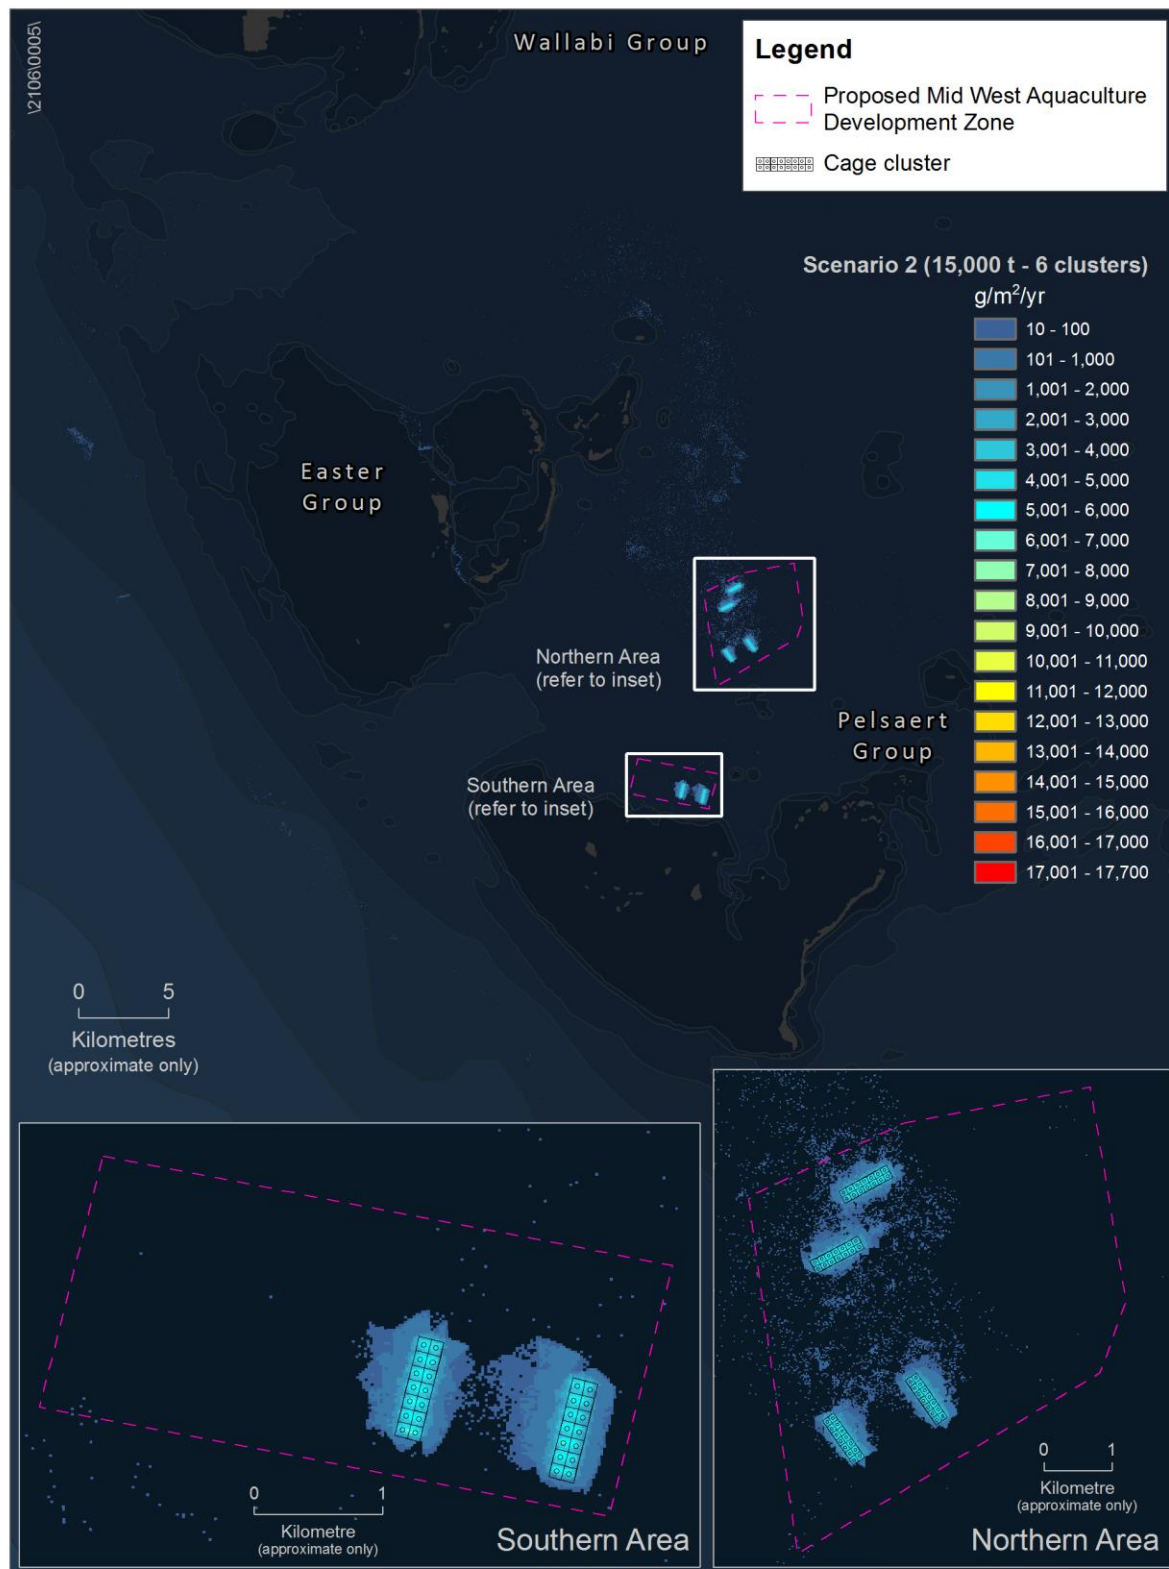 \2106\0005\
Wallabi Group
Legend
Proposed Mid West Aquaculture
Development Zone
Cage cluster
Scenario 2 (15,000 t - 6 clusters)
g/m²/yr
10 - 100
101 - 1,000
1,001 - 2,000
2,001 - 3,000
3,001 - 4,000
4,001 - 5,000
5,001 - 6,000
6,001 - 7,000
7,001 - 8,000
8,001 - 9,000
9,001 - 10,000
10,001 - 11,000
11,001 - 12,000
12,001 - 13,000
13,001 - 14,000
14,001 - 15,000
15,001 - 16,000
16,001 - 17,000
17,001 - 17,700
Easter
Group
Northern Area
(refer to inset)
Pelsaert
Group
Southern Area
(refer to inset)
0 5
Kilometres
(approximate only)
0 1
Kilometre
(approximate only)
Southern Area
0 1
Kilometre
(approximate only)
Northern Area